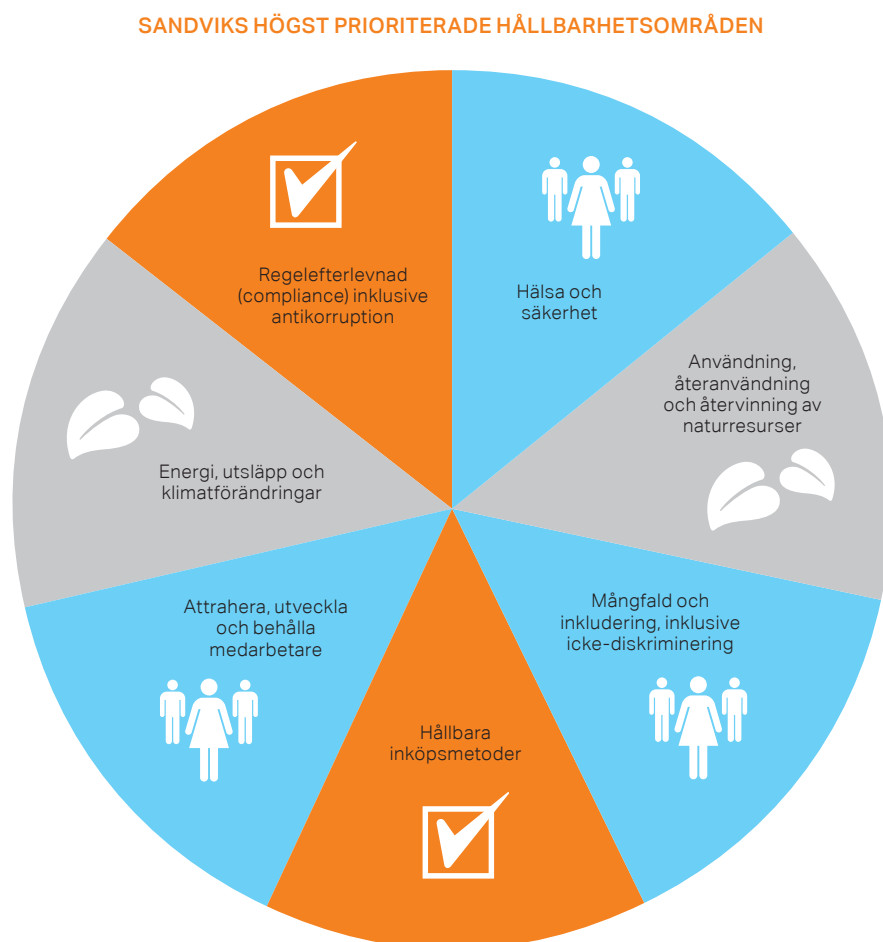 SANDVIKS HÖGST PRIORITERADE HÅLLBARHETSOMRÅDEN
Regelefterlevnad
(compliance) inklusive
antikorruption
Hälsa och
säkerhet
Användning,
återanvändning
och återvinning av
naturresurser
Energi, utsläpp och
klimatförändringar
Attrahera, utveckla
och behålla
medarbetare
Mångfald och
inkludering, inklusive
icke-diskriminering
Hållbara
inköpsmetoder